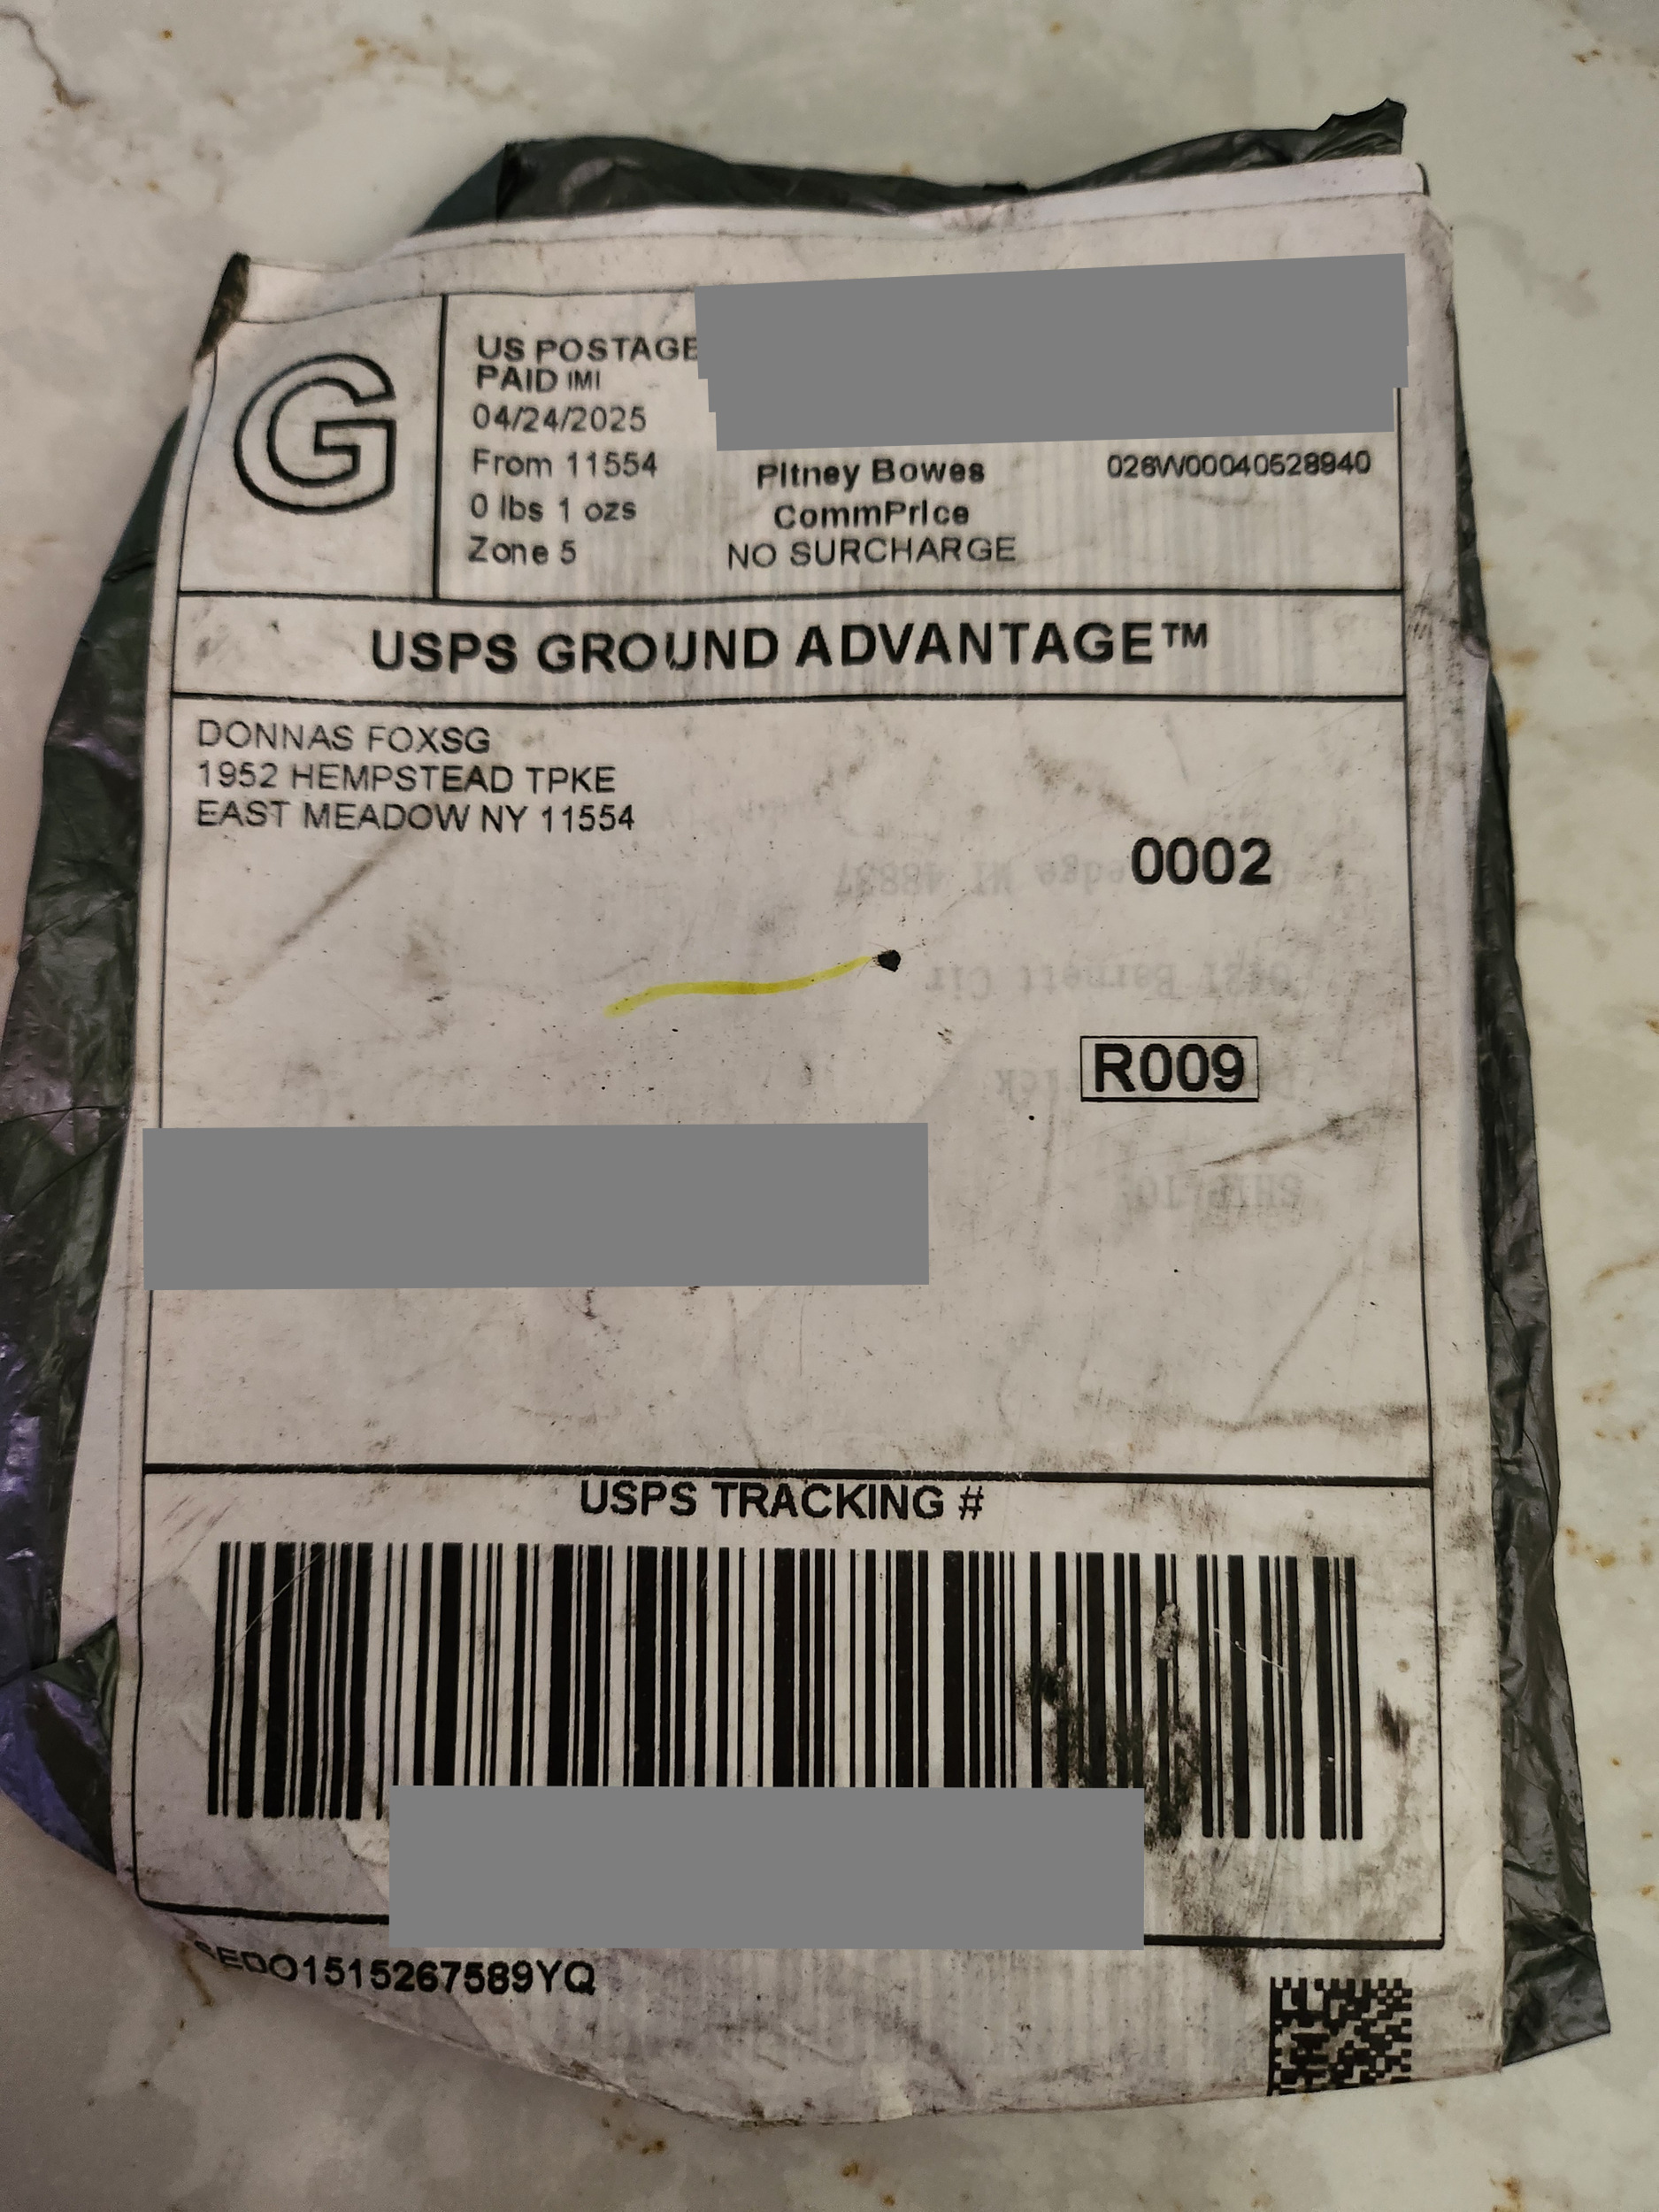 G
US POSTAGE
PAID IMI
04/24/2025
From 11554
0 lbs 1 ozs
Zone 5
Pitney Bowes
CommPrice
NO SURCHARGE
026W00040528940
USPS GROUND ADVANTAGE™
DONNAS FOXSG
1952 HEMPSTEAD TPKE
EAST MEADOW NY 11554
0002
R009
USPS TRACKING #